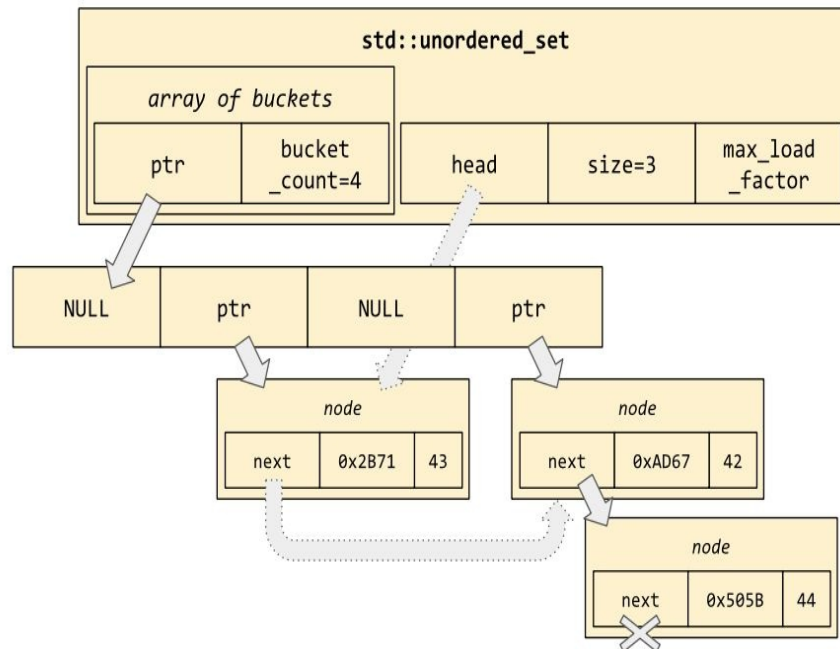 std::unordered_set
array of buckets
ptr
bucket
_count=4
head
size=3
max_load
_factor
NULL
ptr
NULL
ptr
node
next
0x2B71
43
node
next
0xAD67
42
node
next
0x505B
44